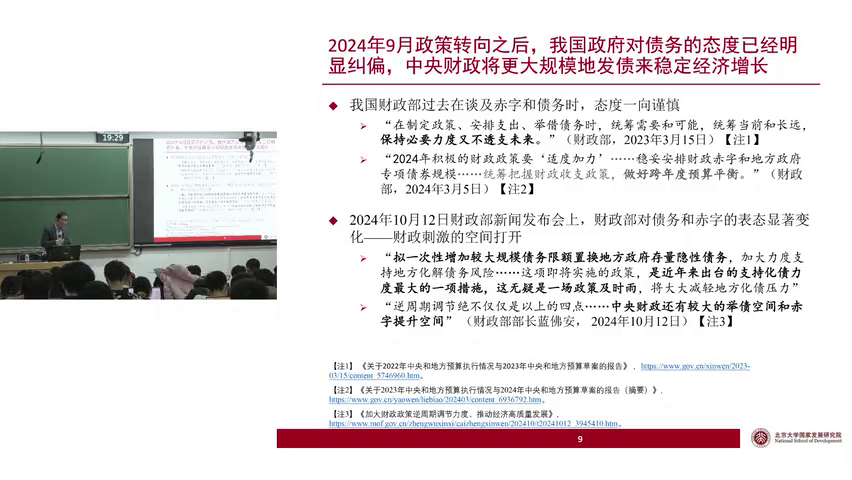 2024年9月政策转向之后，我国政府对债务的态度已经明
显纠偏，中央财政将更大规模地发债来稳定经济增长
我国财政部过去在谈及赤字和债务时，态度一向谨慎
“在制定政策、安排支出、举借债务时，统筹需要和可能，统筹当前和长远，
保持必要力度又不透支未来。”（财政部，2023年3月15日）【注1】
“2024年积极的财政政策要‘适度加力’……稳妥安排财政赤字和地方政府
专项债券规模……统筹把握财政收支政策，做好跨年度预算平衡。”（财政
部，2024年3月5日）【注2】
2024年10月12日财政部新闻发布会上，财政部对债务和赤字的表态显著变
化——财政刺激的空间打开
“拟一次性增加较大规模债务限额置换地方政府存量隐性债务，加大力度支
持地方化解债务风险……这项即将实施的政策，是近年来出台的支持化债力
度最大的一项措施，这无疑是一场政策及时雨，将大大减轻地方化债压力”
“逆周期调节绝不仅仅是以上的四点……中央财政还有较大的举债空间和赤
字提升空间”（财政部部长蓝佛安，2024年10月12日）【注3】
【注1】《关于2022年中央和地方预算执行情况与2023年中央和地方预算草案的报告》，https://www.gov.cn/xinwen/2023-
03/15/content_5746960.htm。
【注2】《关于2023年中央和地方预算执行情况与2024年中央和地方预算草案的报告（摘要）》，
https://www.gov.cn/yaowen/liebiao/202403/content_6936792.htm。
【注3】《加大财政政策逆周期调节力度、推动经济高质量发展》，
https://www.mof.gov.cn/zhengwuxinxi/caizhengxinwen/202410/t20241012_3945410.htm。
9
北京大学国家发展研究院
National School of Development
19:29